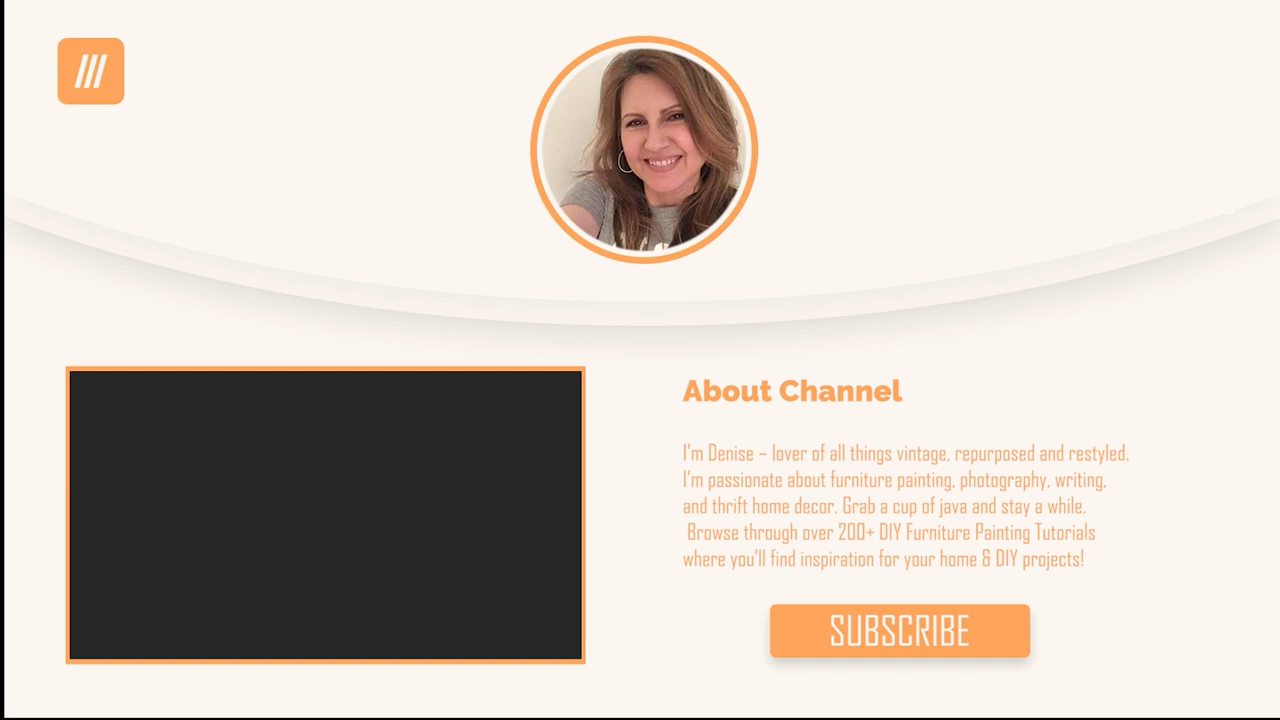 About Channel
I'm Denise – lover of all things vintage, repurposed and restyled.
I'm passionate about furniture painting, photography, writing,
and thrift home decor. Grab a cup of java and stay a while.
Browse through over 200+ DIY Furniture Painting Tutorials
where you'll find inspiration for your home & DIY projects!
SUBSCRIBE